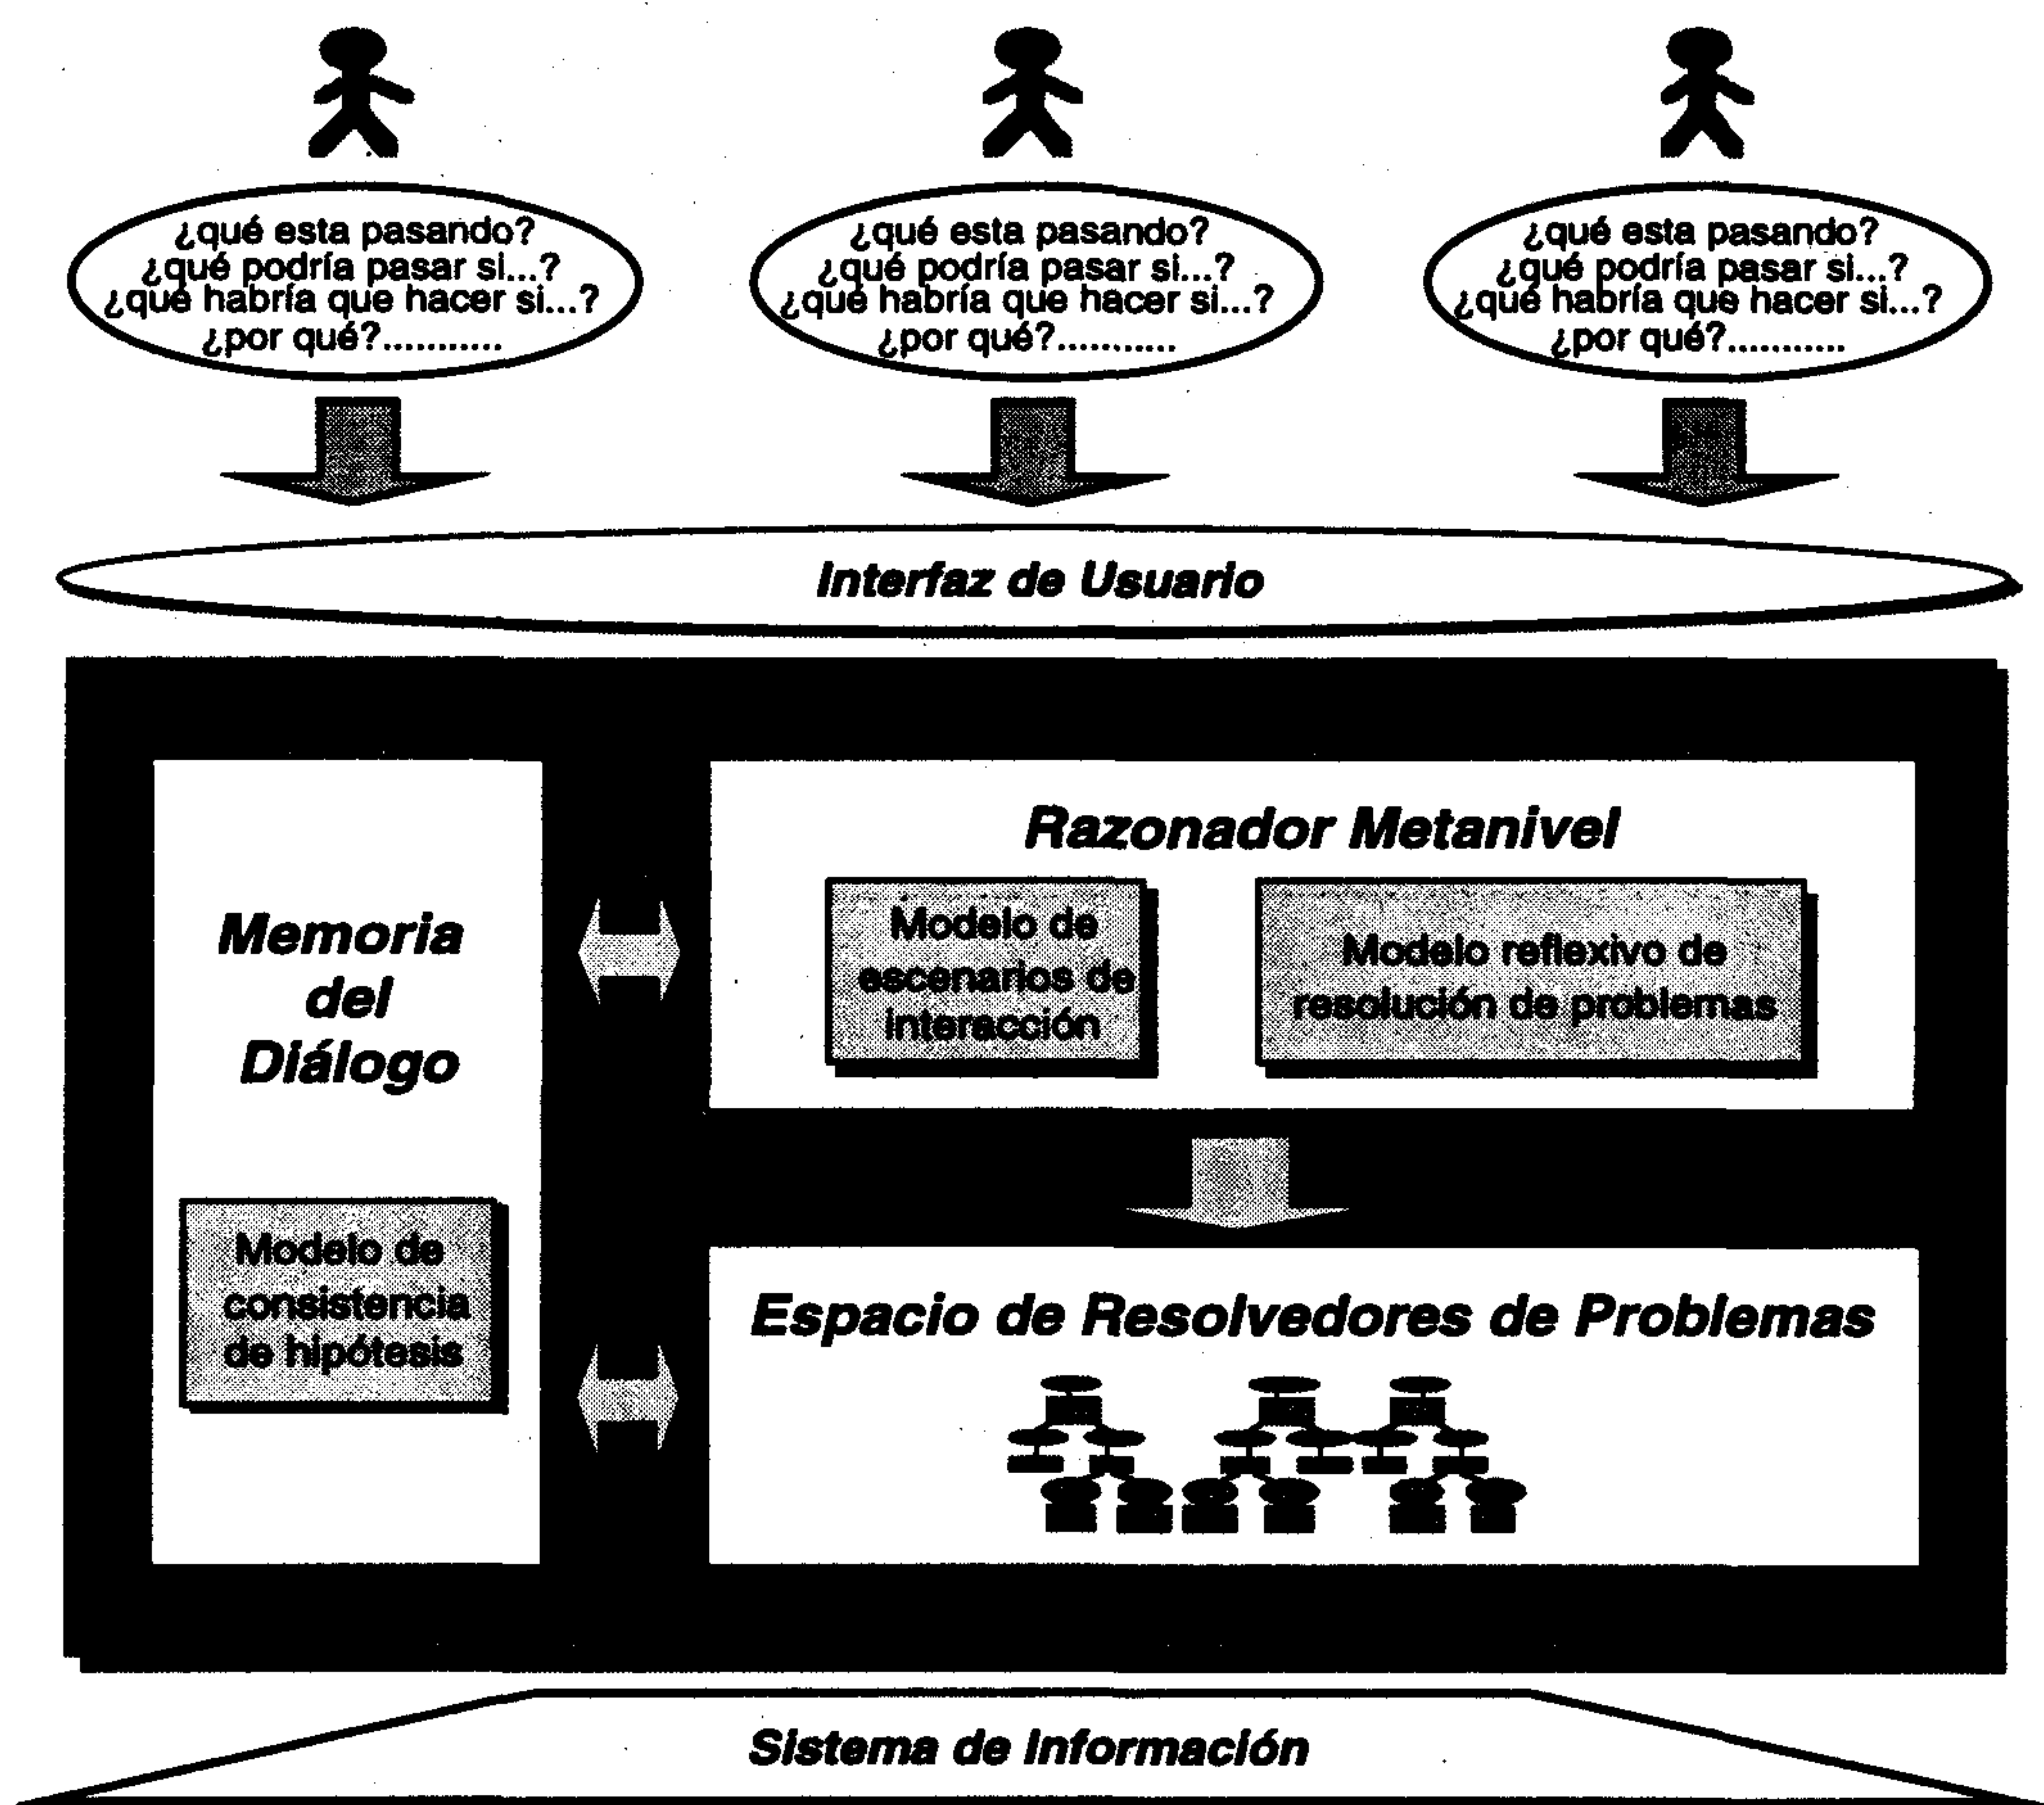 ¿qué esta pasando?
¿qué podría pasar si...?
¿qué habría que hacer si...?
¿por qué?...........
¿qué esta pasando?
¿qué podría pasar si...?
¿qué habría que hacer si...?
¿por qué?...........
¿qué esta pasando?
¿qué podría pasar si...?
¿qué habría que hacer si...?
¿por qué?...........
Interfaz de Usuario
Memoria
del
Diálogo
Modelo de
consistencia
de hipótesis
Razonador Metanivel
Modelo de
escenarios de
interacción
Modelo reflexivo de
resolución de problemas
Espacio de Resolvedores de Problemas
Sistema de Información